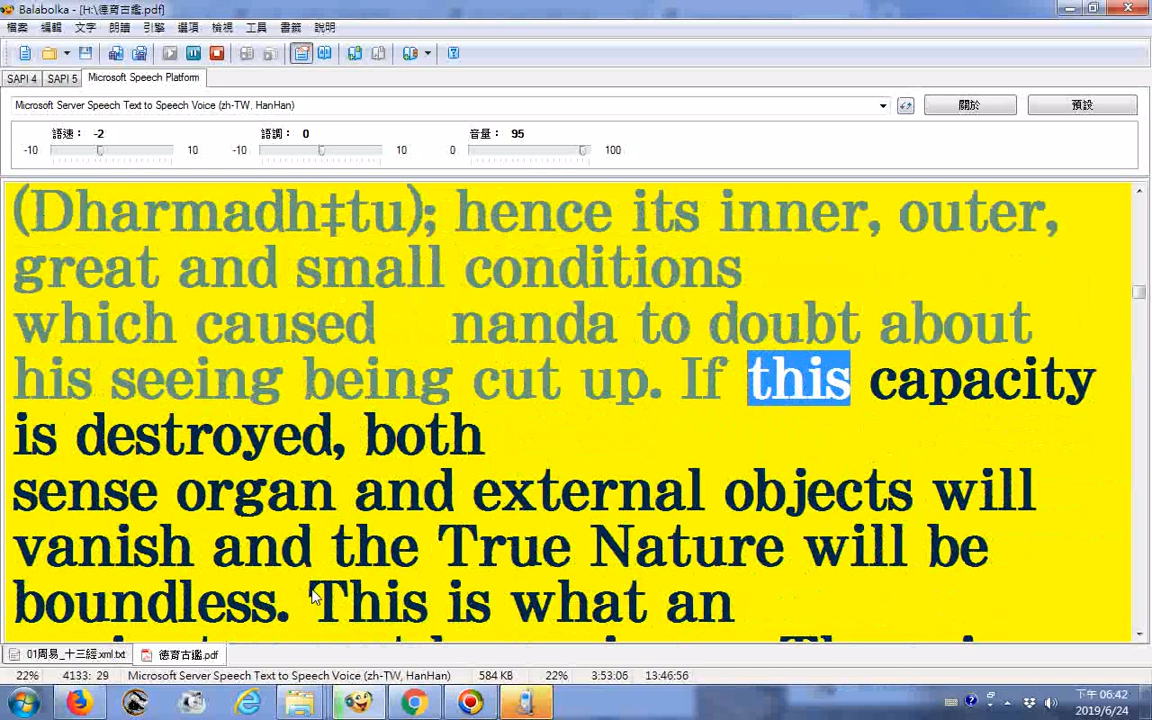 Balabolka - [H:\德育古鑑.pdf]
檔案 編輯 文字 朗讀 引擎 選項 檢視 工具 書籤 說明
SAPI 4 SAPI 5 Microsoft Speech Platform
Microsoft Server Speech Text to Speech Voice (zh-TW, HanHan) 關於 預設
語速： -2 語調： 0 音量： 95
-10 10 -10 10 0 100
(Dharmadh‡tu); hence its inner, outer,
great and small conditions
which caused nanda to doubt about
his seeing being cut up. If this capacity
is destroyed, both
sense organ and external objects will
vanish and the True Nature will be
boundless. This is what an
01周易_十三經.xml.txt 德育古鑑.pdf
22% 4133: 29 Microsoft Server Speech Text to Speech Voice (zh-TW, HanHan) 584 KB 22% 3:53:06 13:46:56
下午 06:42
2019/6/24